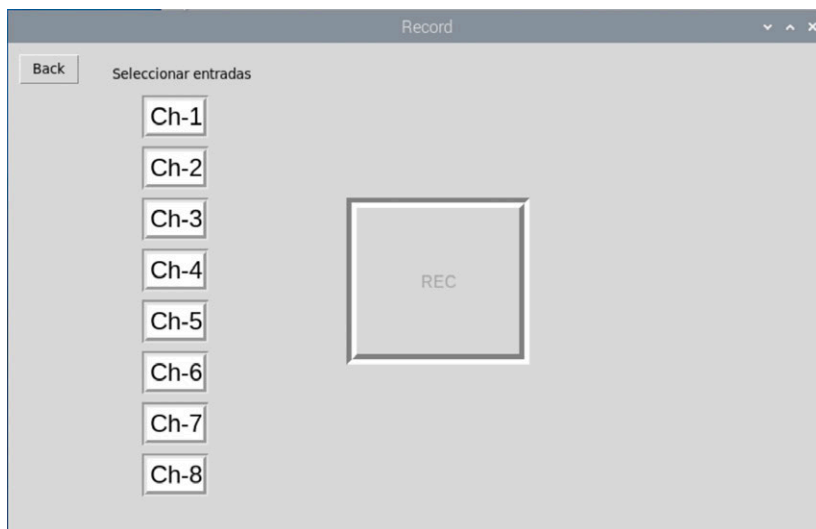 Record
Back
Seleccionar entradas
Ch-1
Ch-2
Ch-3
Ch-4
Ch-5
Ch-6
Ch-7
Ch-8
REC